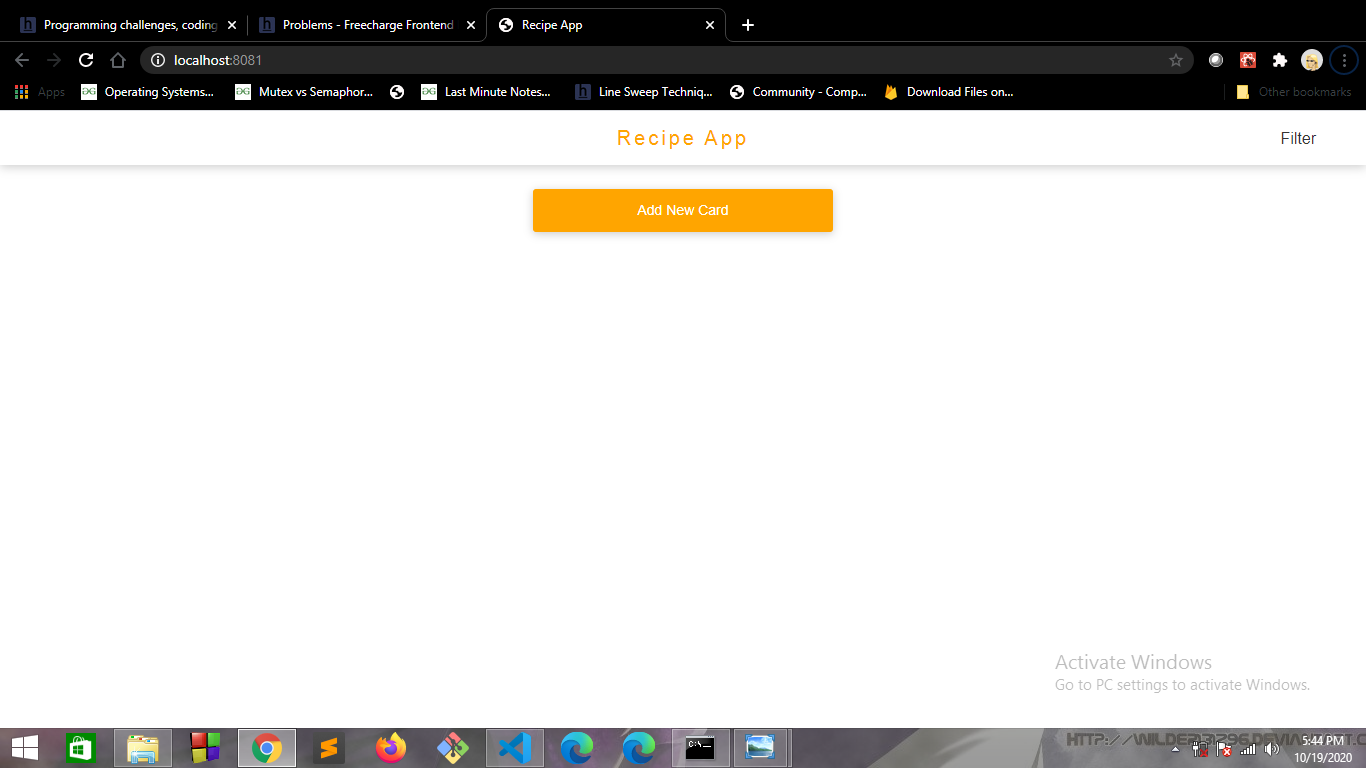 Programming challenges, coding
Problems - Freecharge Frontend
Recipe App
localhost:8081
Apps
Operating Systems...
Mutex vs Semaphor...
Last Minute Notes...
Line Sweep Techniq...
Community - Comp...
Download Files on...
Other bookmarks
Recipe App
Filter
Add New Card
Activate Windows
Go to PC settings to activate Windows.
5:44 PM
10/19/2020